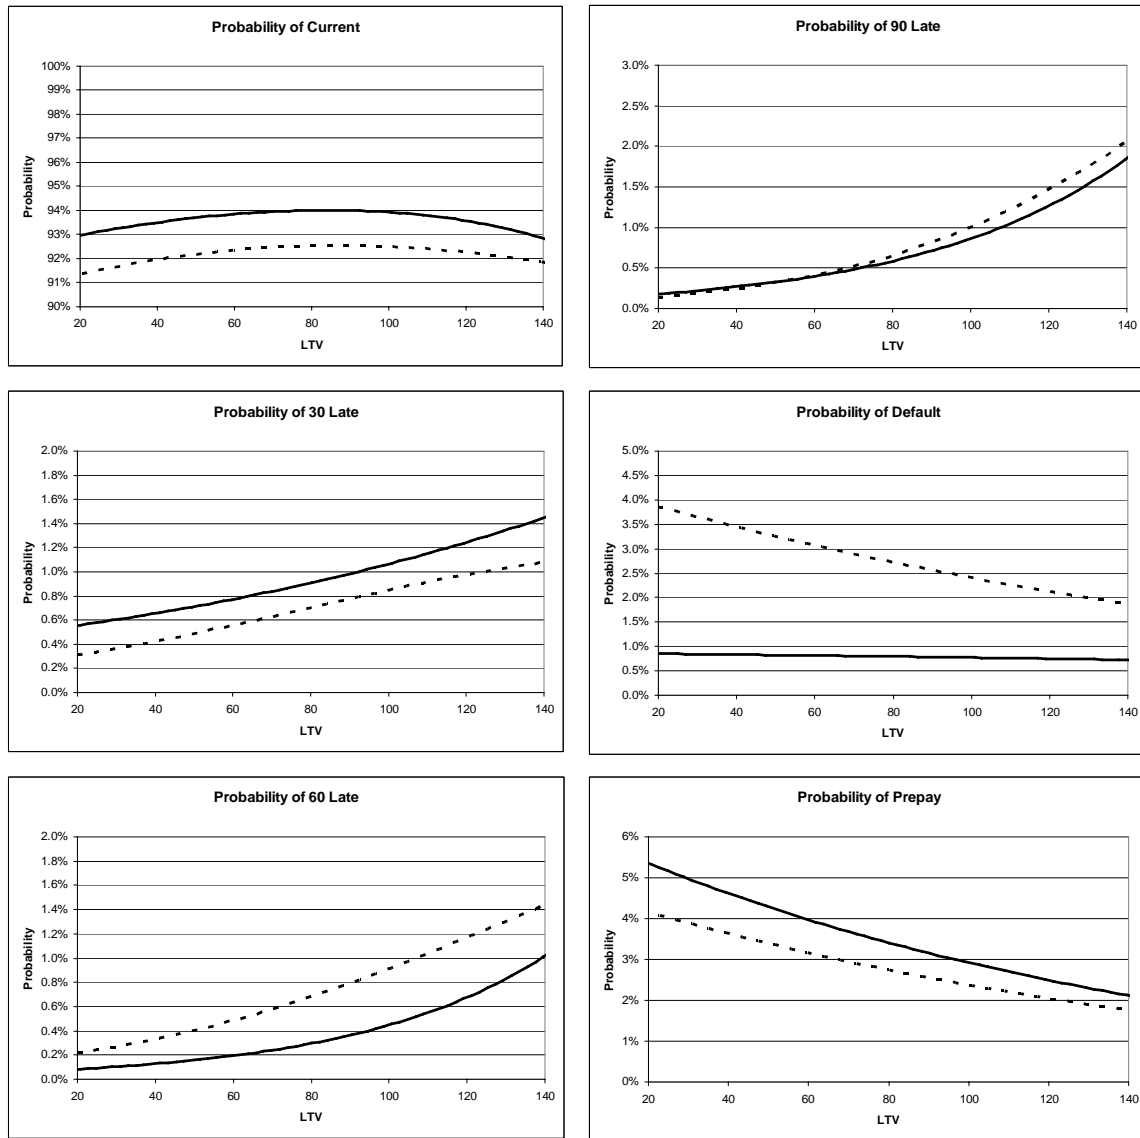 Probability of Current
100%
99%
98%
97%
96%
95%
94%
93%
92%
91%
90%
Probability
20 40 60 80 100 120 140
LTV
Probability of 90 Late
3.0%
2.5%
2.0%
1.5%
1.0%
0.5%
0.0%
Probability
20 40 60 80 100 120 140
LTV
Probability of 30 Late
2.0%
1.8%
1.6%
1.4%
1.2%
1.0%
0.8%
0.6%
0.4%
0.2%
0.0%
Probability
20 40 60 80 100 120 140
LTV
Probability of Default
5.0%
4.5%
4.0%
3.5%
3.0%
2.5%
2.0%
1.5%
1.0%
0.5%
0.0%
Probability
20 40 60 80 100 120 140
LTV
Probability of 60 Late
2.0%
1.8%
1.6%
1.4%
1.2%
1.0%
0.8%
0.6%
0.4%
0.2%
0.0%
Probability
20 40 60 80 100 120 140
LTV
Probability of Prepay
6%
5%
4%
3%
2%
1%
0%
Probability
20 40 60 80 100 120 140
LTV